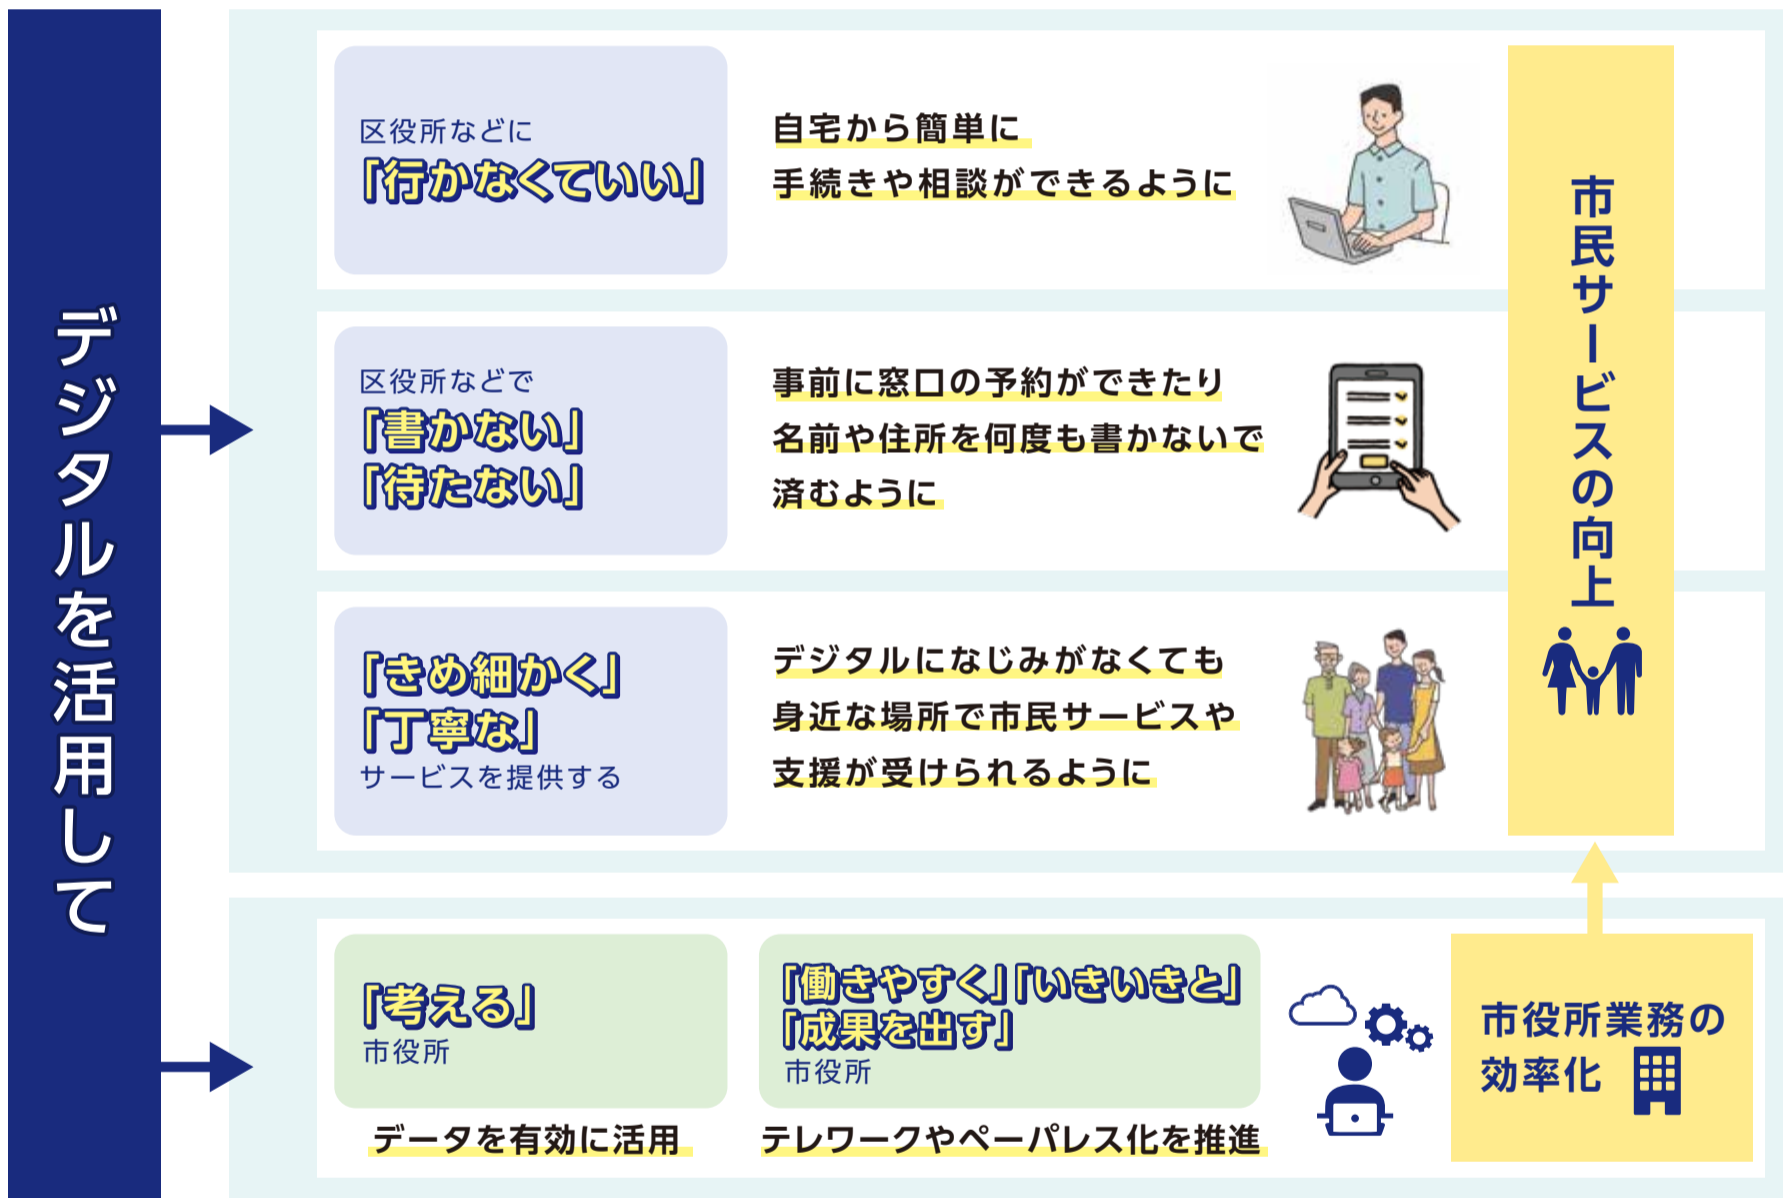 デジタルを活用して
区役所などに
「行かなくていい」
自宅から簡単に
手続きや相談ができるように
区役所などで
「書かない」
「待たない」
事前に窓口の予約ができたり
名前や住所を何度も書かないで
済むように
「きめ細かく」
「丁寧な」
サービスを提供する
デジタルになじみがなくても
身近な場所で市民サービスや
支援が受けられるように
市民サービスの向上
「考える」
市役所
データを有効に活用
「働きやすく」「いきいきと」
「成果を出す」
市役所
テレワークやペーパレス化を推進
市役所業務の
効率化